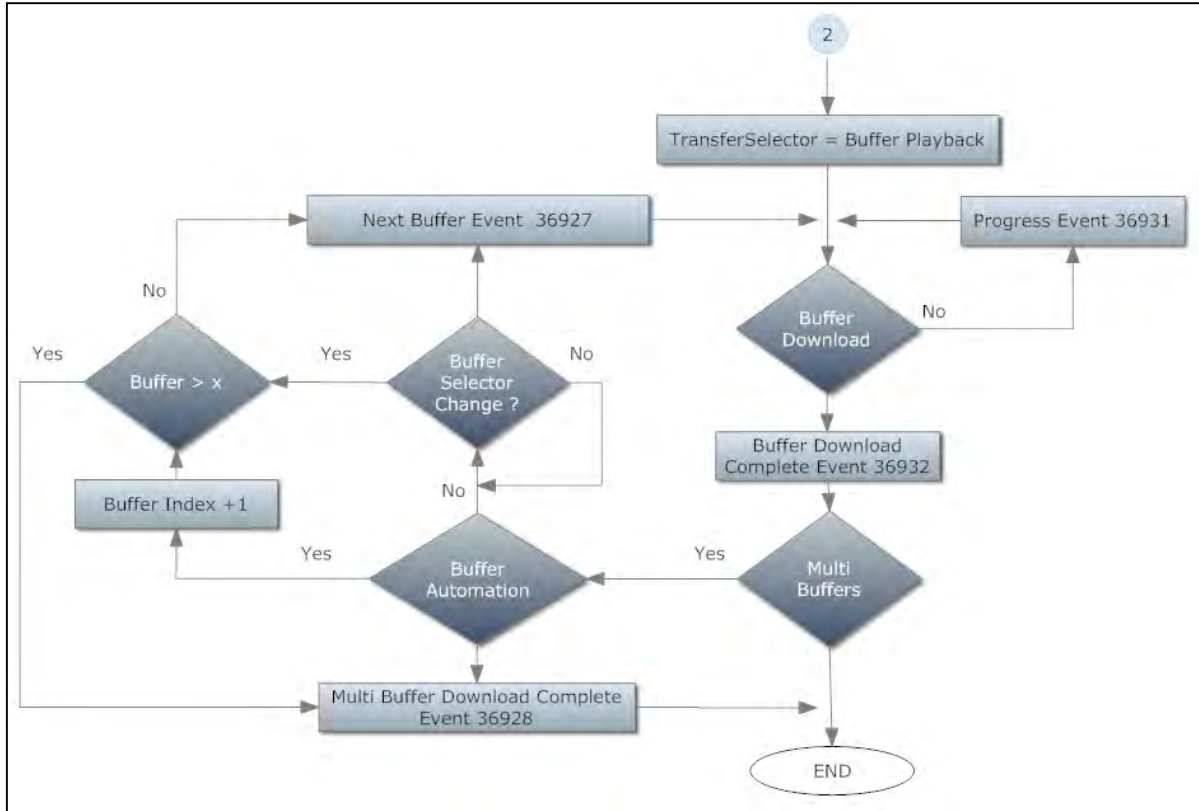 2
TransferSelector = Buffer Playback
Next Buffer Event 36927
Progress Event 36931
No
Buffer
Download
No
Yes
Buffer > x
Yes
Buffer
Selector
Change ?
No
Buffer Download
Complete Event 36932
Buffer Index +1
No
Yes
Buffer
Automation
Yes
Multi
Buffers
Multi Buffer Download Complete
Event 36928
END